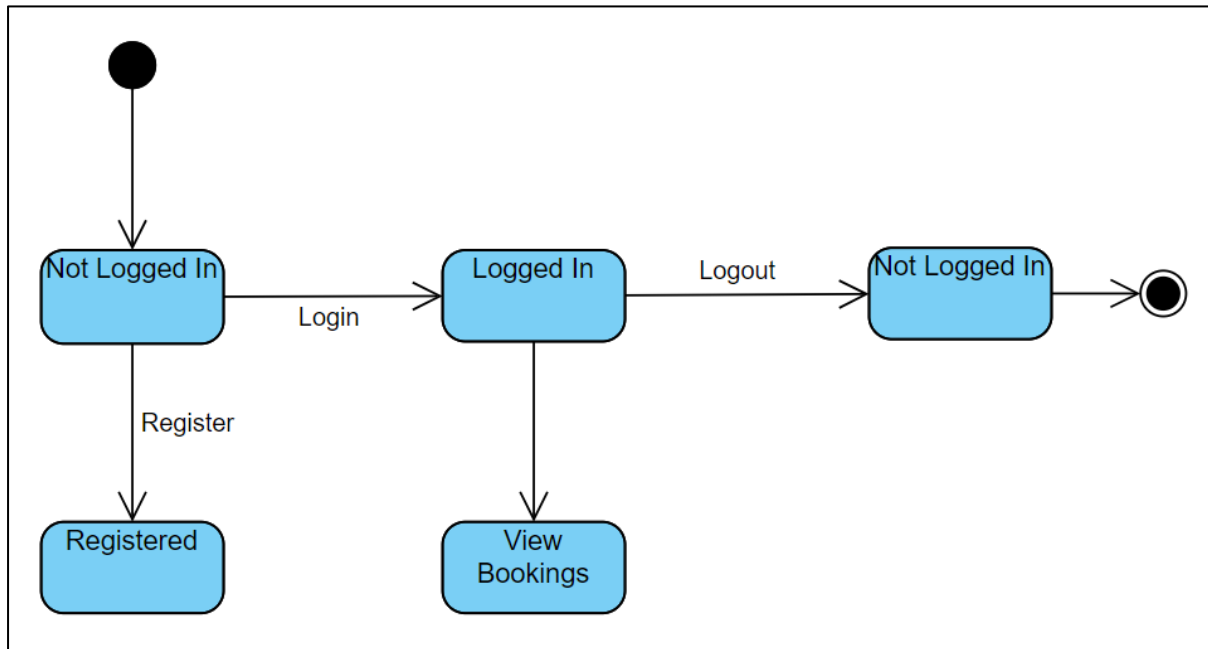 Not Logged In
Login
Logged In
Logout
Not Logged In
Register
Registered
View
Bookings